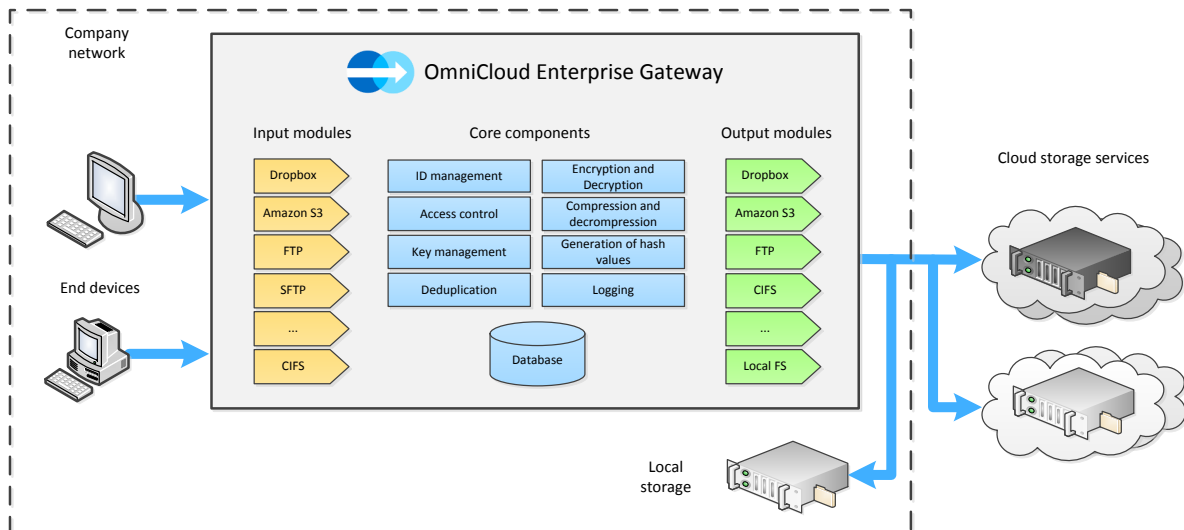 Company
network
OmniCloud Enterprise Gateway
Input modules
Core components
Output modules
Dropbox
Amazon S3
FTP
SFTP
...
CIFS
ID management
Encryption and
Decryption
Access control
Compression and
decrompression
Key management
Generation of hash
values
Deduplication
Logging
Database
Dropbox
Amazon S3
FTP
CIFS
...
Local FS
End devices
Cloud storage services
Local
storage